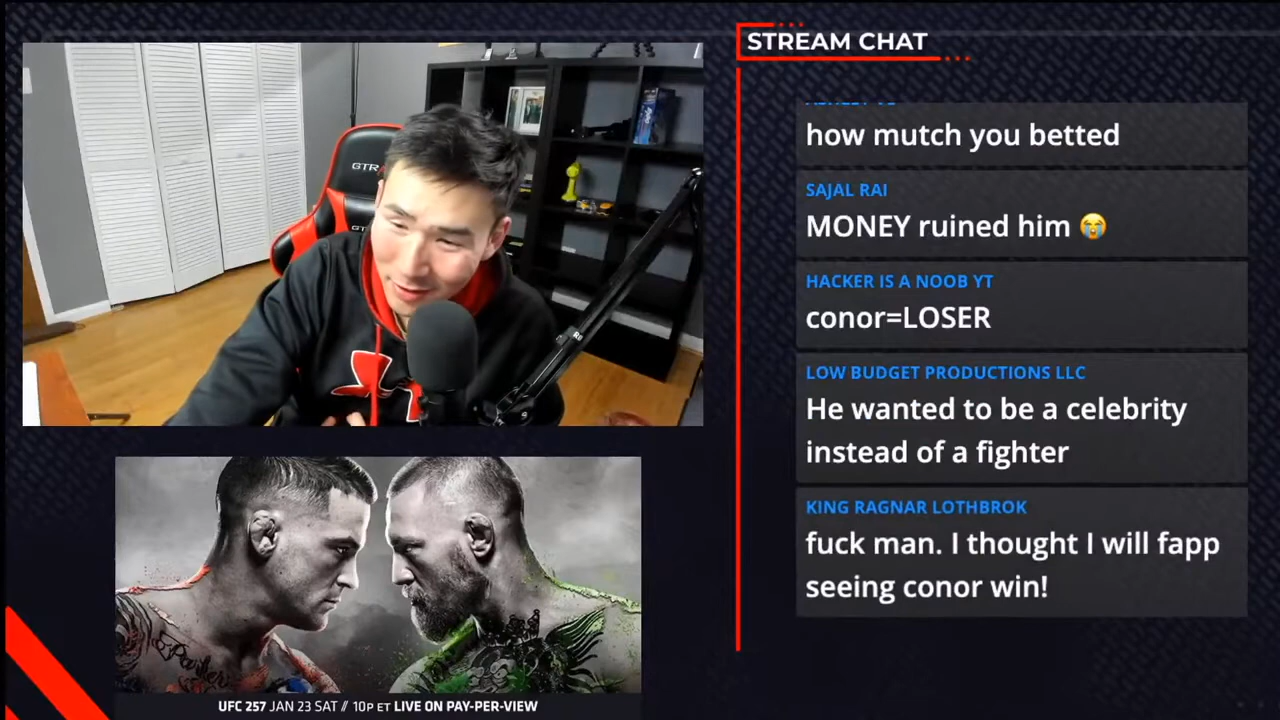 STREAM CHAT
how mutch you betted
SAJAL RAI
MONEY ruined him 😭
HACKER IS A NOOB YT
conor=LOSER
LOW BUDGET PRODUCTIONS LLC
He wanted to be a celebrity
instead of a fighter
KING RAGNAR LOTHBROK
fuck man. I thought I will fapp
seeing conor win!
GTR
UFC 257 JAN 23 SAT // 10P ET LIVE ON PAY-PER-VIEW